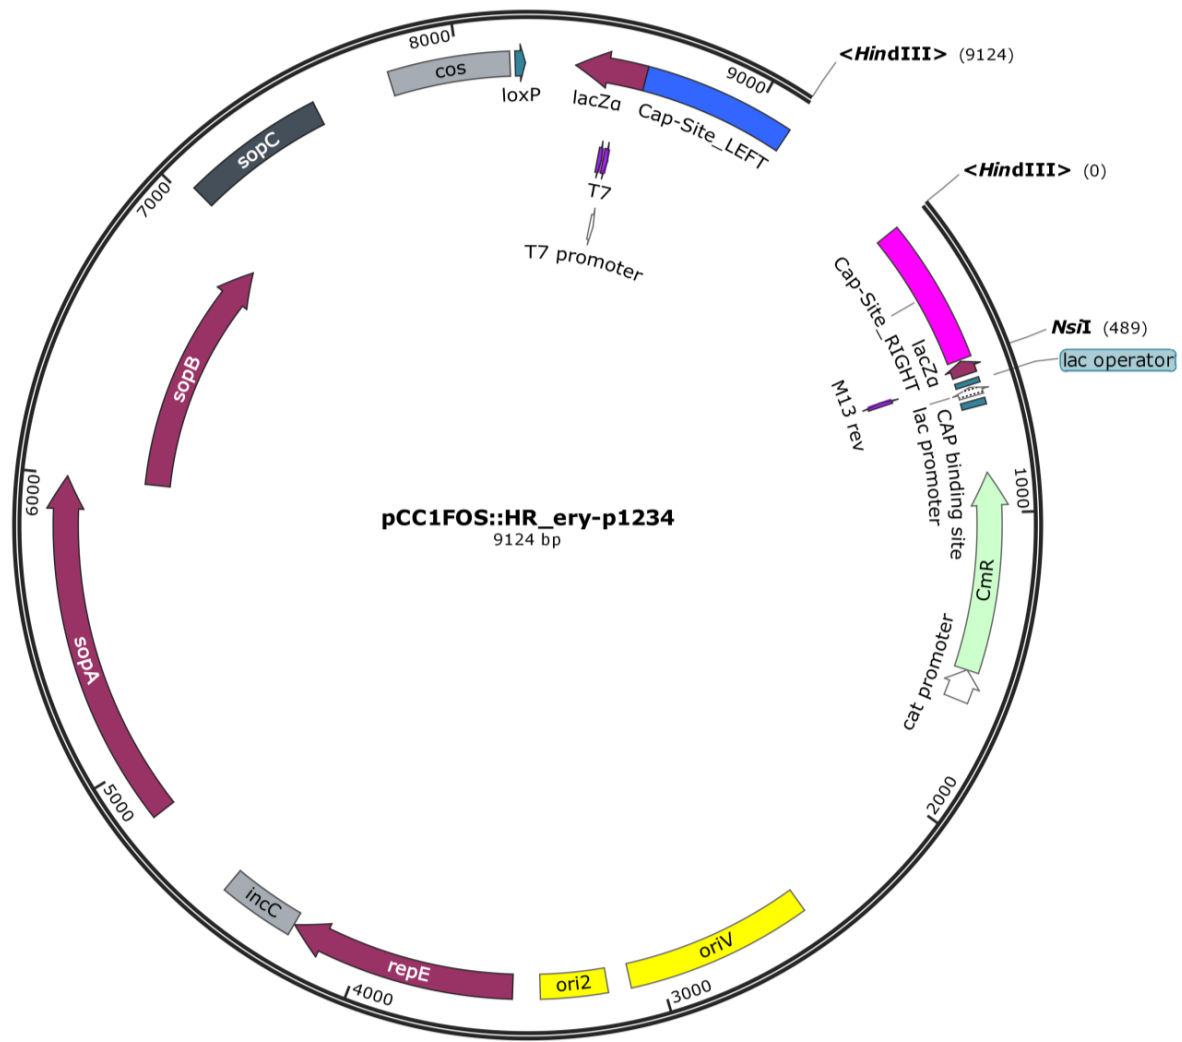 8000
cos
loxP
lacZα
Cap-Site_LEFT
9000
<HindIII> (9124)
<HindIII> (0)
T7
T7 promoter
sopC
7000
Cap-Site_RIGHT
lacZα
NsiI (489)
lac operator
M13 rev
lac promoter
CAP binding site
sopB
6000
1000
pCC1FOS::HR_ery-p1234
9124 bp
CmR
cat promoter
sopA
5000
2000
incC
repE
4000
ori2
oriV
3000